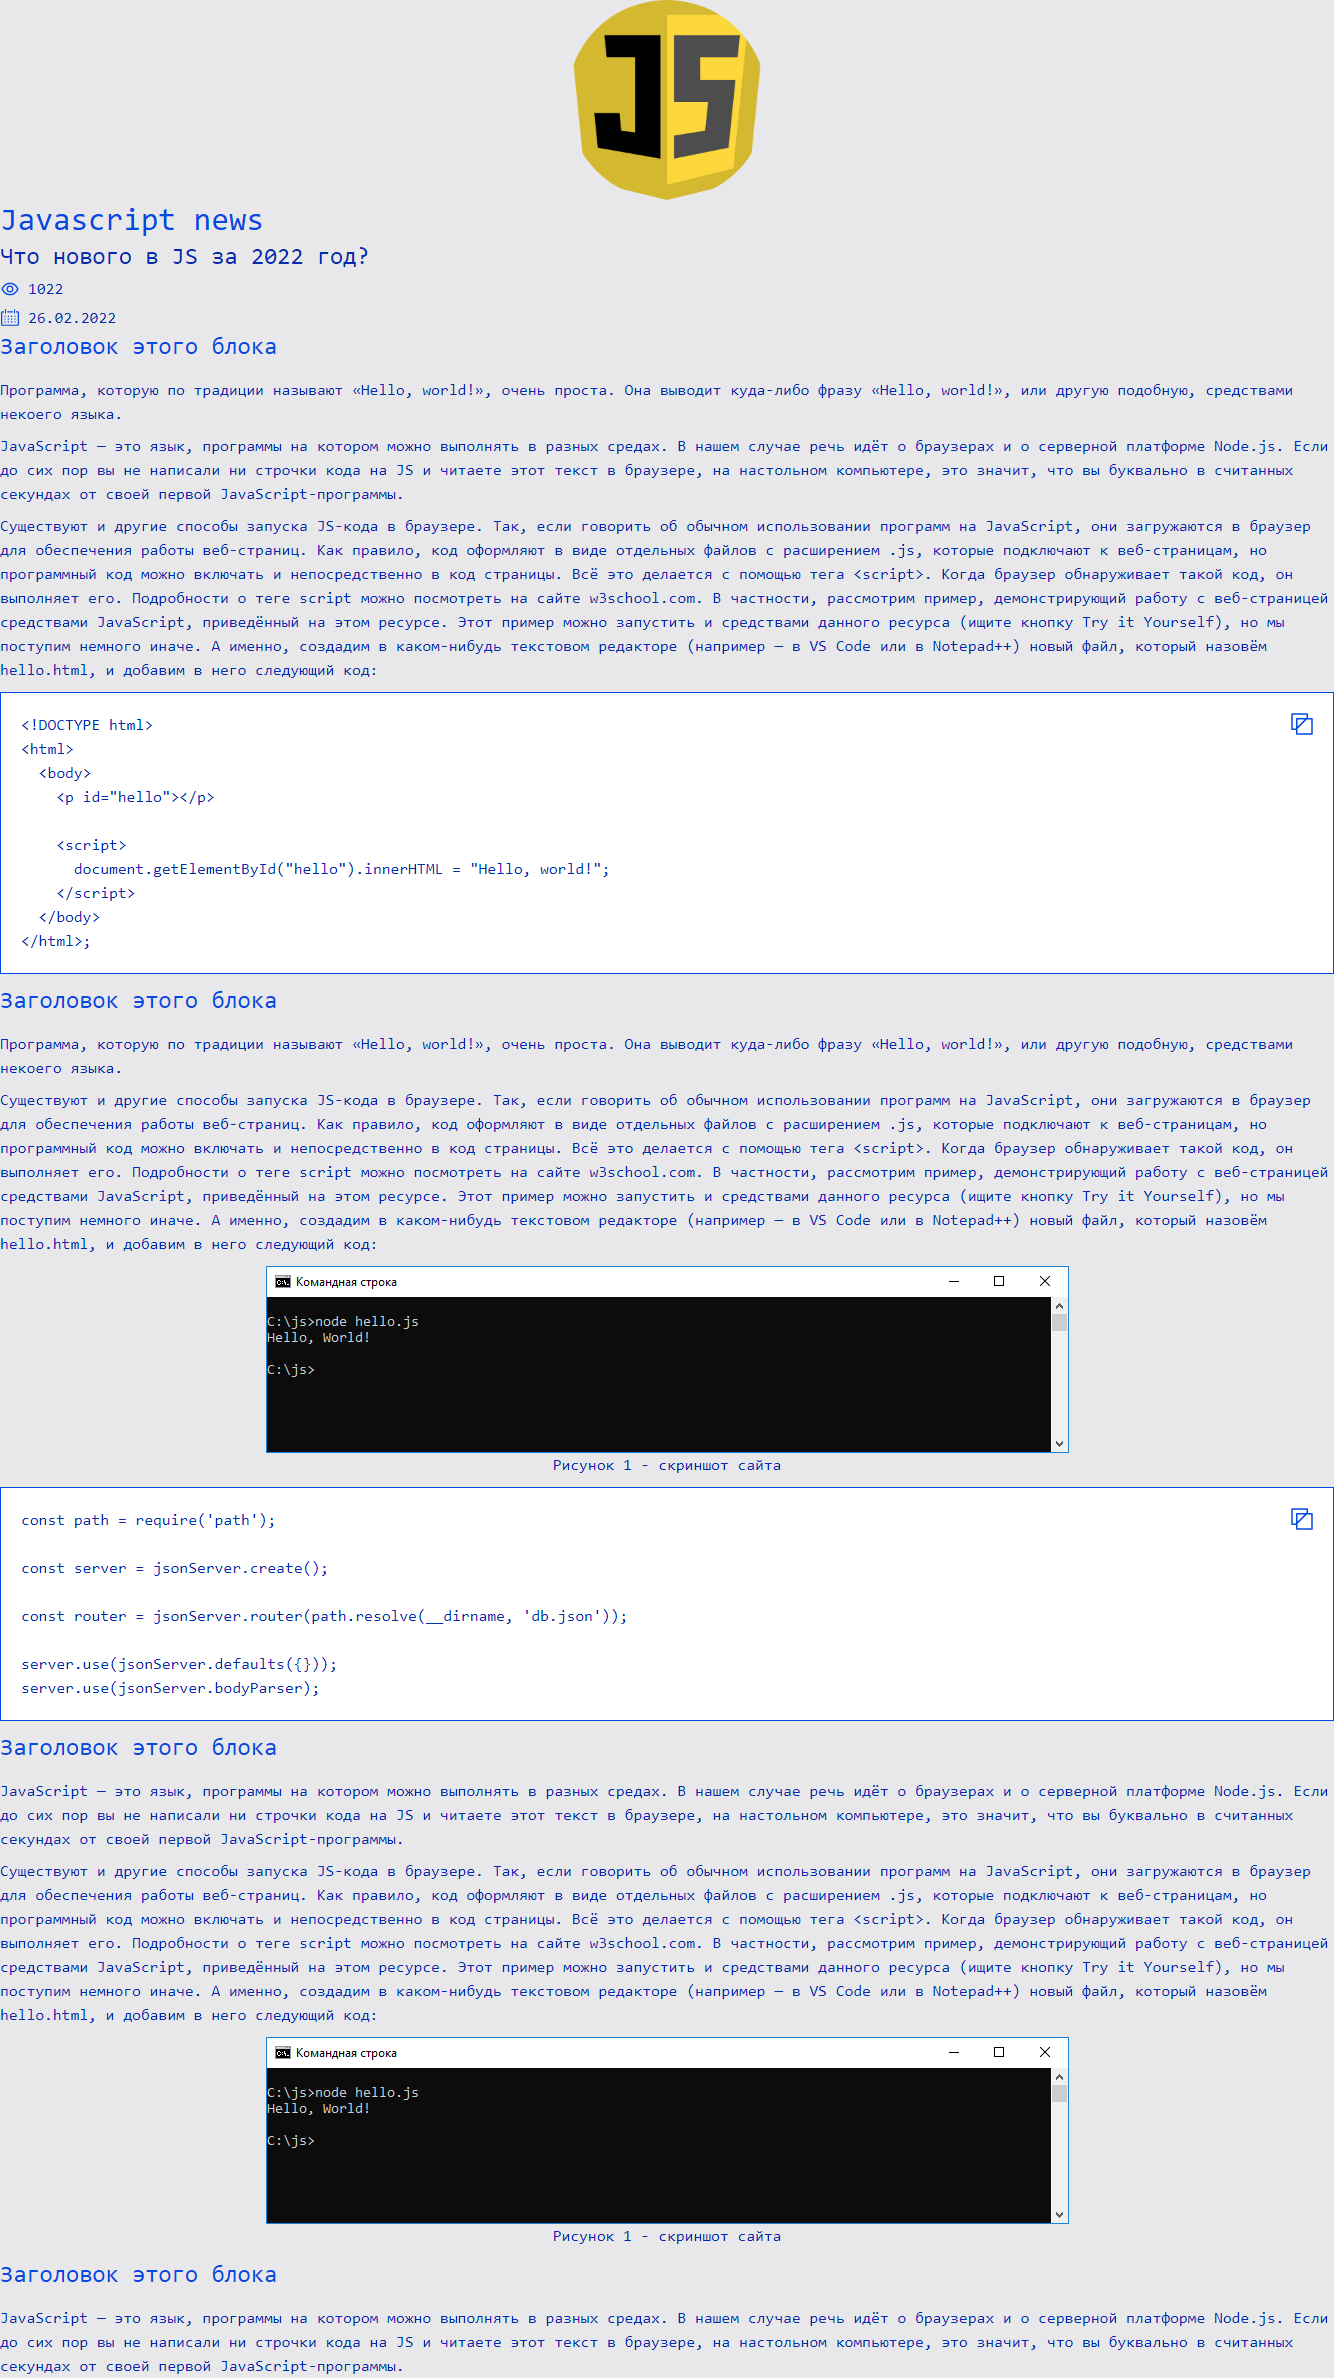 JS
Javascript news
Что нового в JS за 2022 год?
1022
26.02.2022
Заголовок этого блока
Программа, которую по традиции называют «Hello, world!», очень проста. Она выводит куда-либо фразу «Hello, world!», или другую подобную, средствами
некоего языка.
JavaScript — это язык, программы на котором можно выполнять в разных средах. В нашем случае речь идёт о браузерах и о серверной платформе Node.js. Если
до сих пор вы не написали ни строчки кода на JS и читаете этот текст в браузере, на настольном компьютере, это значит, что вы буквально в считанных
секундах от своей первой JavaScript-программы.
Существуют и другие способы запуска JS-кода в браузере. Так, если говорить об обычном использовании программ на JavaScript, они загружаются в браузер
для обеспечения работы веб-страниц. Как правило, код оформляют в виде отдельных файлов с расширением .js, которые подключают к веб-страницам, но
программный код можно включать и непосредственно в код страницы. Всё это делается с помощью тега <script>. Когда браузер обнаруживает такой код, он
выполняет его. Подробности о теге script можно посмотреть на сайте w3school.com. В частности, рассмотрим пример, демонстрирующий работу с веб-страницей
средствами JavaScript, приведённый на этом ресурсе. Этот пример можно запустить и средствами данного ресурса (ищите кнопку Try it Yourself), но мы
поступим немного иначе. А именно, создадим в каком-нибудь текстовом редакторе (например — в VS Code или в Notepad++) новый файл, который назовём
hello.html, и добавим в него следующий код:
<!DOCTYPE html>
<html>
  <body>
    <p id="hello"></p>

    <script>
      document.getElementById("hello").innerHTML = "Hello, world!";
    </script>
  </body>
</html>;
Заголовок этого блока
Программа, которую по традиции называют «Hello, world!», очень проста. Она выводит куда-либо фразу «Hello, world!», или другую подобную, средствами
некоего языка.
Существуют и другие способы запуска JS-кода в браузере. Так, если говорить об обычном использовании программ на JavaScript, они загружаются в браузер
для обеспечения работы веб-страниц. Как правило, код оформляют в виде отдельных файлов с расширением .js, которые подключают к веб-страницам, но
программный код можно включать и непосредственно в код страницы. Всё это делается с помощью тега <script>. Когда браузер обнаруживает такой код, он
выполняет его. Подробности о теге script можно посмотреть на сайте w3school.com. В частности, рассмотрим пример, демонстрирующий работу с веб-страницей
средствами JavaScript, приведённый на этом ресурсе. Этот пример можно запустить и средствами данного ресурса (ищите кнопку Try it Yourself), но мы
поступим немного иначе. А именно, создадим в каком-нибудь текстовом редакторе (например — в VS Code или в Notepad++) новый файл, который назовём
hello.html, и добавим в него следующий код:
Командная строка
C:\js>node hello.js
Hello, World!
C:\js>
Рисунок 1 - скриншот сайта
const path = require('path');

const server = jsonServer.create();

const router = jsonServer.router(path.resolve(__dirname, 'db.json'));

server.use(jsonServer.defaults({}));
server.use(jsonServer.bodyParser);
Заголовок этого блока
JavaScript — это язык, программы на котором можно выполнять в разных средах. В нашем случае речь идёт о браузерах и о серверной платформе Node.js. Если
до сих пор вы не написали ни строчки кода на JS и читаете этот текст в браузере, на настольном компьютере, это значит, что вы буквально в считанных
секундах от своей первой JavaScript-программы.
Существуют и другие способы запуска JS-кода в браузере. Так, если говорить об обычном использовании программ на JavaScript, они загружаются в браузер
для обеспечения работы веб-страниц. Как правило, код оформляют в виде отдельных файлов с расширением .js, которые подключают к веб-страницам, но
программный код можно включать и непосредственно в код страницы. Всё это делается с помощью тега <script>. Когда браузер обнаруживает такой код, он
выполняет его. Подробности о теге script можно посмотреть на сайте w3school.com. В частности, рассмотрим пример, демонстрирующий работу с веб-страницей
средствами JavaScript, приведённый на этом ресурсе. Этот пример можно запустить и средствами данного ресурса (ищите кнопку Try it Yourself), но мы
поступим немного иначе. А именно, создадим в каком-нибудь текстовом редакторе (например — в VS Code или в Notepad++) новый файл, который назовём
hello.html, и добавим в него следующий код:
Командная строка
C:\js>node hello.js
Hello, World!
C:\js>
Рисунок 1 - скриншот сайта
Заголовок этого блока
JavaScript — это язык, программы на котором можно выполнять в разных средах. В нашем случае речь идёт о браузерах и о серверной платформе Node.js. Если
до сих пор вы не написали ни строчки кода на JS и читаете этот текст в браузере, на настольном компьютере, это значит, что вы буквально в считанных
секундах от своей первой JavaScript-программы.